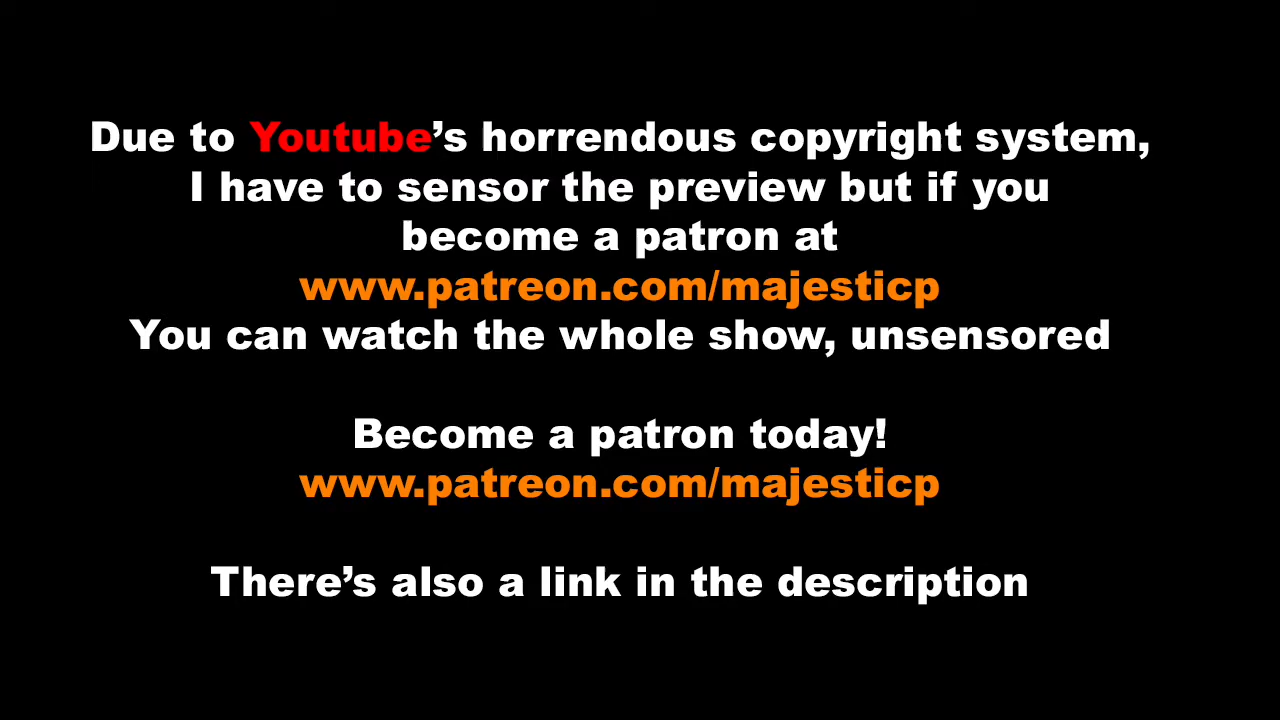 Due to Youtube’s horrendous copyright system,
I have to sensor the preview but if you
become a patron at
www.patreon.com/majesticp
You can watch the whole show, unsensored
Become a patron today!
www.patreon.com/majesticp
There’s also a link in the description